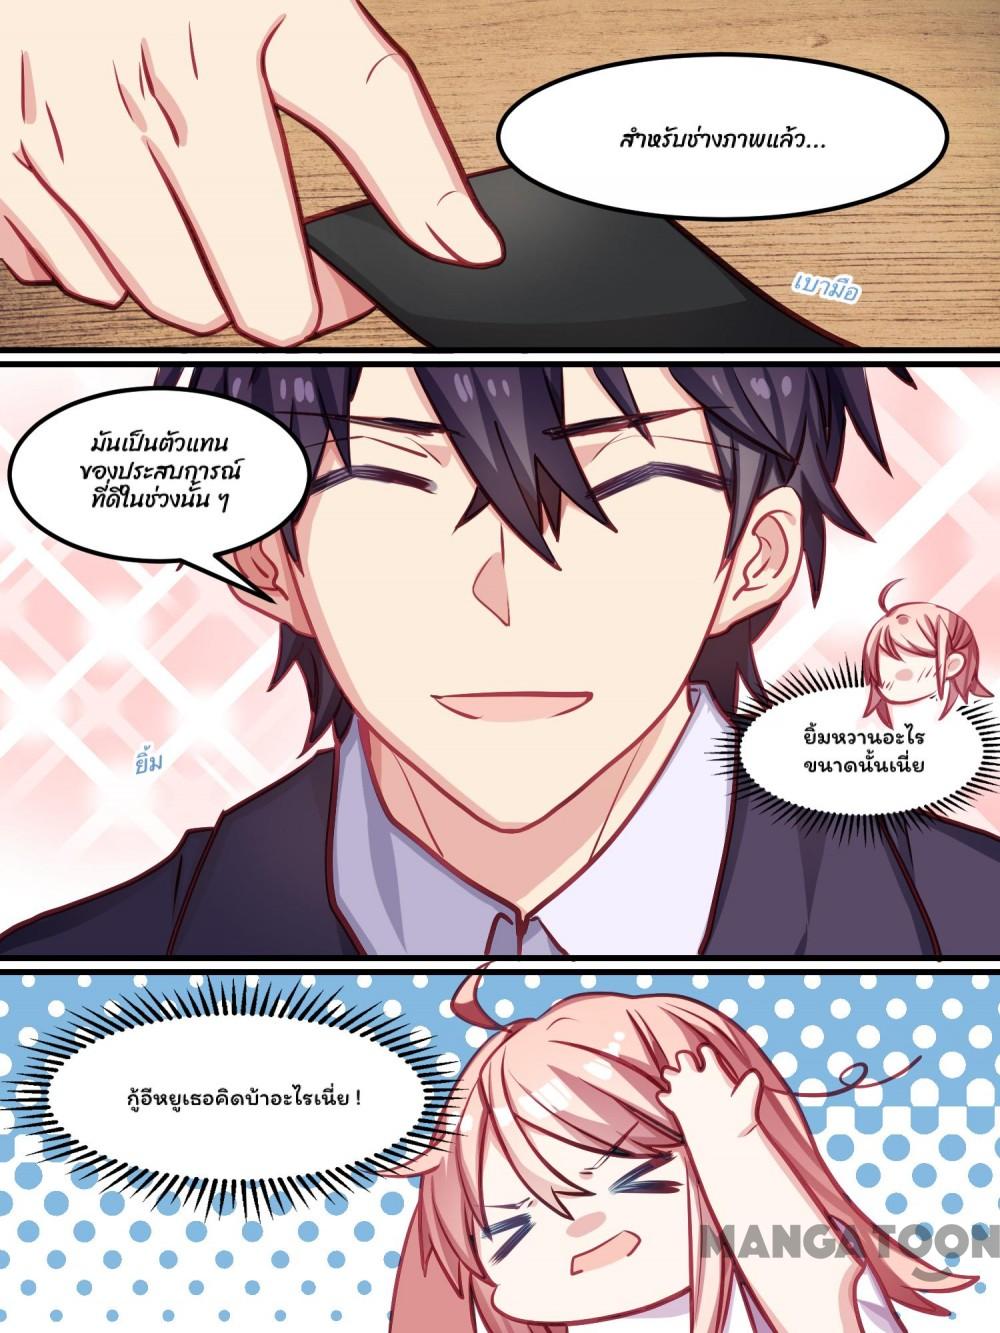 สำหรับช่างภาพแล้ว...
เบามือ
มันเป็นตัวแทน
ของประสบการณ์
ที่ดีในช่วงนั้น ๆ
ยิ้มหวานอะไร
ขนาดนั้นเนี่ย
ยิ้ม
กู้อีหยูเธอคิดบ้าอะไรเนี่ย !
MANGATOON